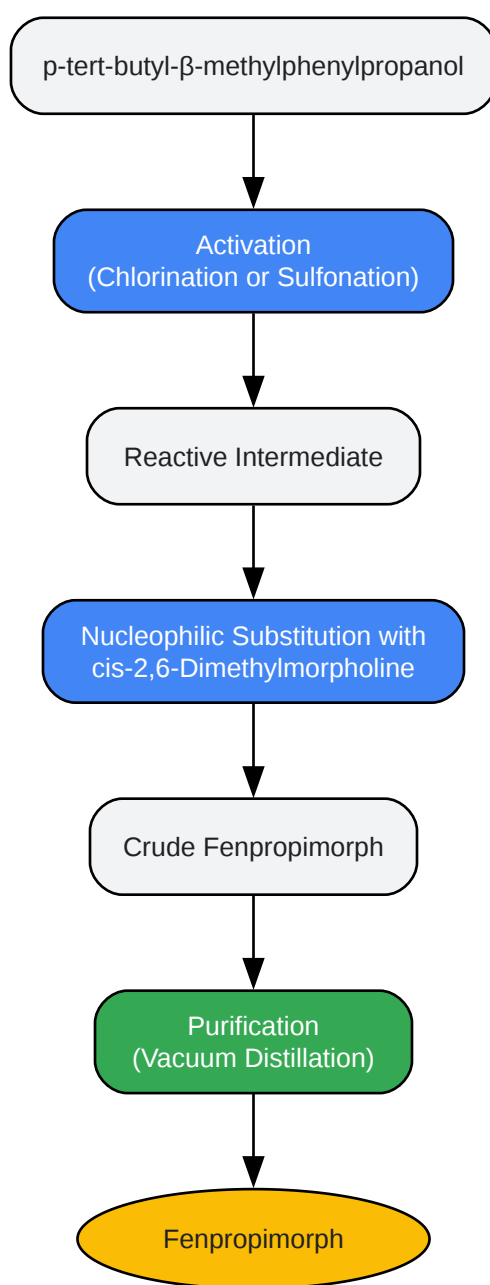 p-tert-butyl-β-methylphenylpropanol
Activation
(Chlorination or Sulfonation)
Reactive Intermediate
Nucleophilic Substitution with
cis-2,6-Dimethylmorpholine
Crude Fenpropimorph
Purification
(Vacuum Distillation)
Fenpropimorph